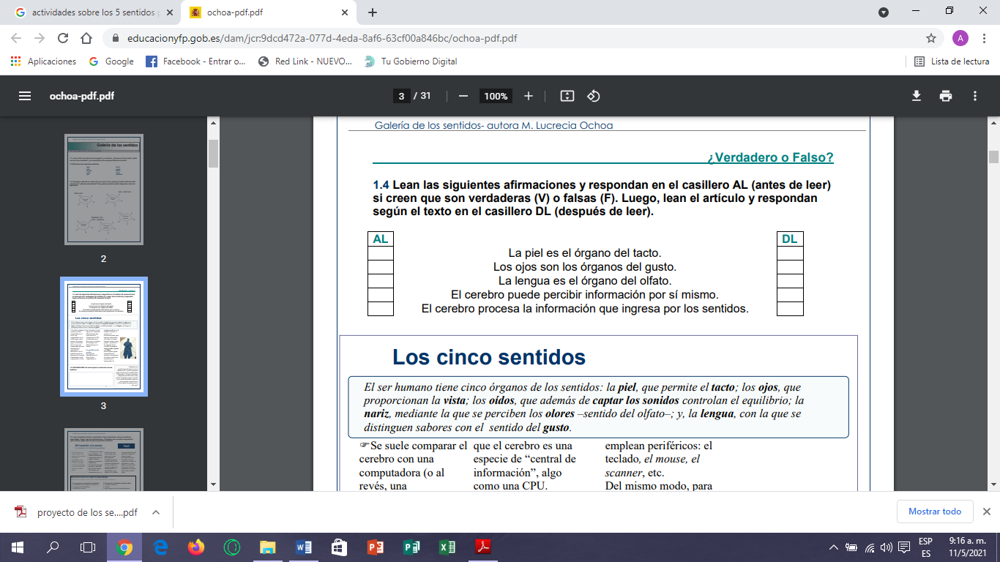 actividades sobre los 5 sentidos
ochoa-pdf.pdf
educacionyfp.gob.es/dam/jcr:9dcd472a-077d-4eda-8af6-63cf00a846bc/ochoa-pdf.pdf
A
Aplicaciones
Google
Facebook - Entrar o...
Red Link - NUEVO...
Tu Gobierno Digital
Lista de lectura
ochoa-pdf.pdf
3 / 31
100%
Galería de los sentidos
2
Los cinco sentidos
3
Galería de los sentidos- autora M. Lucrecia Ochoa
¿Verdadero o Falso?
1.4 Lean las siguientes afirmaciones y respondan en el casillero AL (antes de leer)
si creen que son verdaderas (V) o falsas (F). Luego, lean el artículo y respondan
según el texto en el casillero DL (después de leer).
AL
DL
La piel es el órgano del tacto.
Los ojos son los órganos del gusto.
La lengua es el órgano del olfato.
El cerebro puede percibir información por sí mismo.
El cerebro procesa la información que ingresa por los sentidos.
Los cinco sentidos
El ser humano tiene cinco órganos de los sentidos: la piel, que permite el tacto; los ojos, que
proporcionan la vista; los oídos, que además de captar los sonidos controlan el equilibrio; la
nariz, mediante la que se perciben los olores –sentido del olfato–; y, la lengua, con la que se
distinguen sabores con el sentido del gusto.
☞Se suele comparar el
cerebro con una
computadora (o al
revés, una
que el cerebro es una
especie de “central de
información”, algo
como una CPU.
emplean periféricos: el
teclado, el mouse, el
scanner, etc.
Del mismo modo, para
proyecto de los se....pdf
Mostrar todo
ESP
ES
9:16 a. m.
11/5/2021